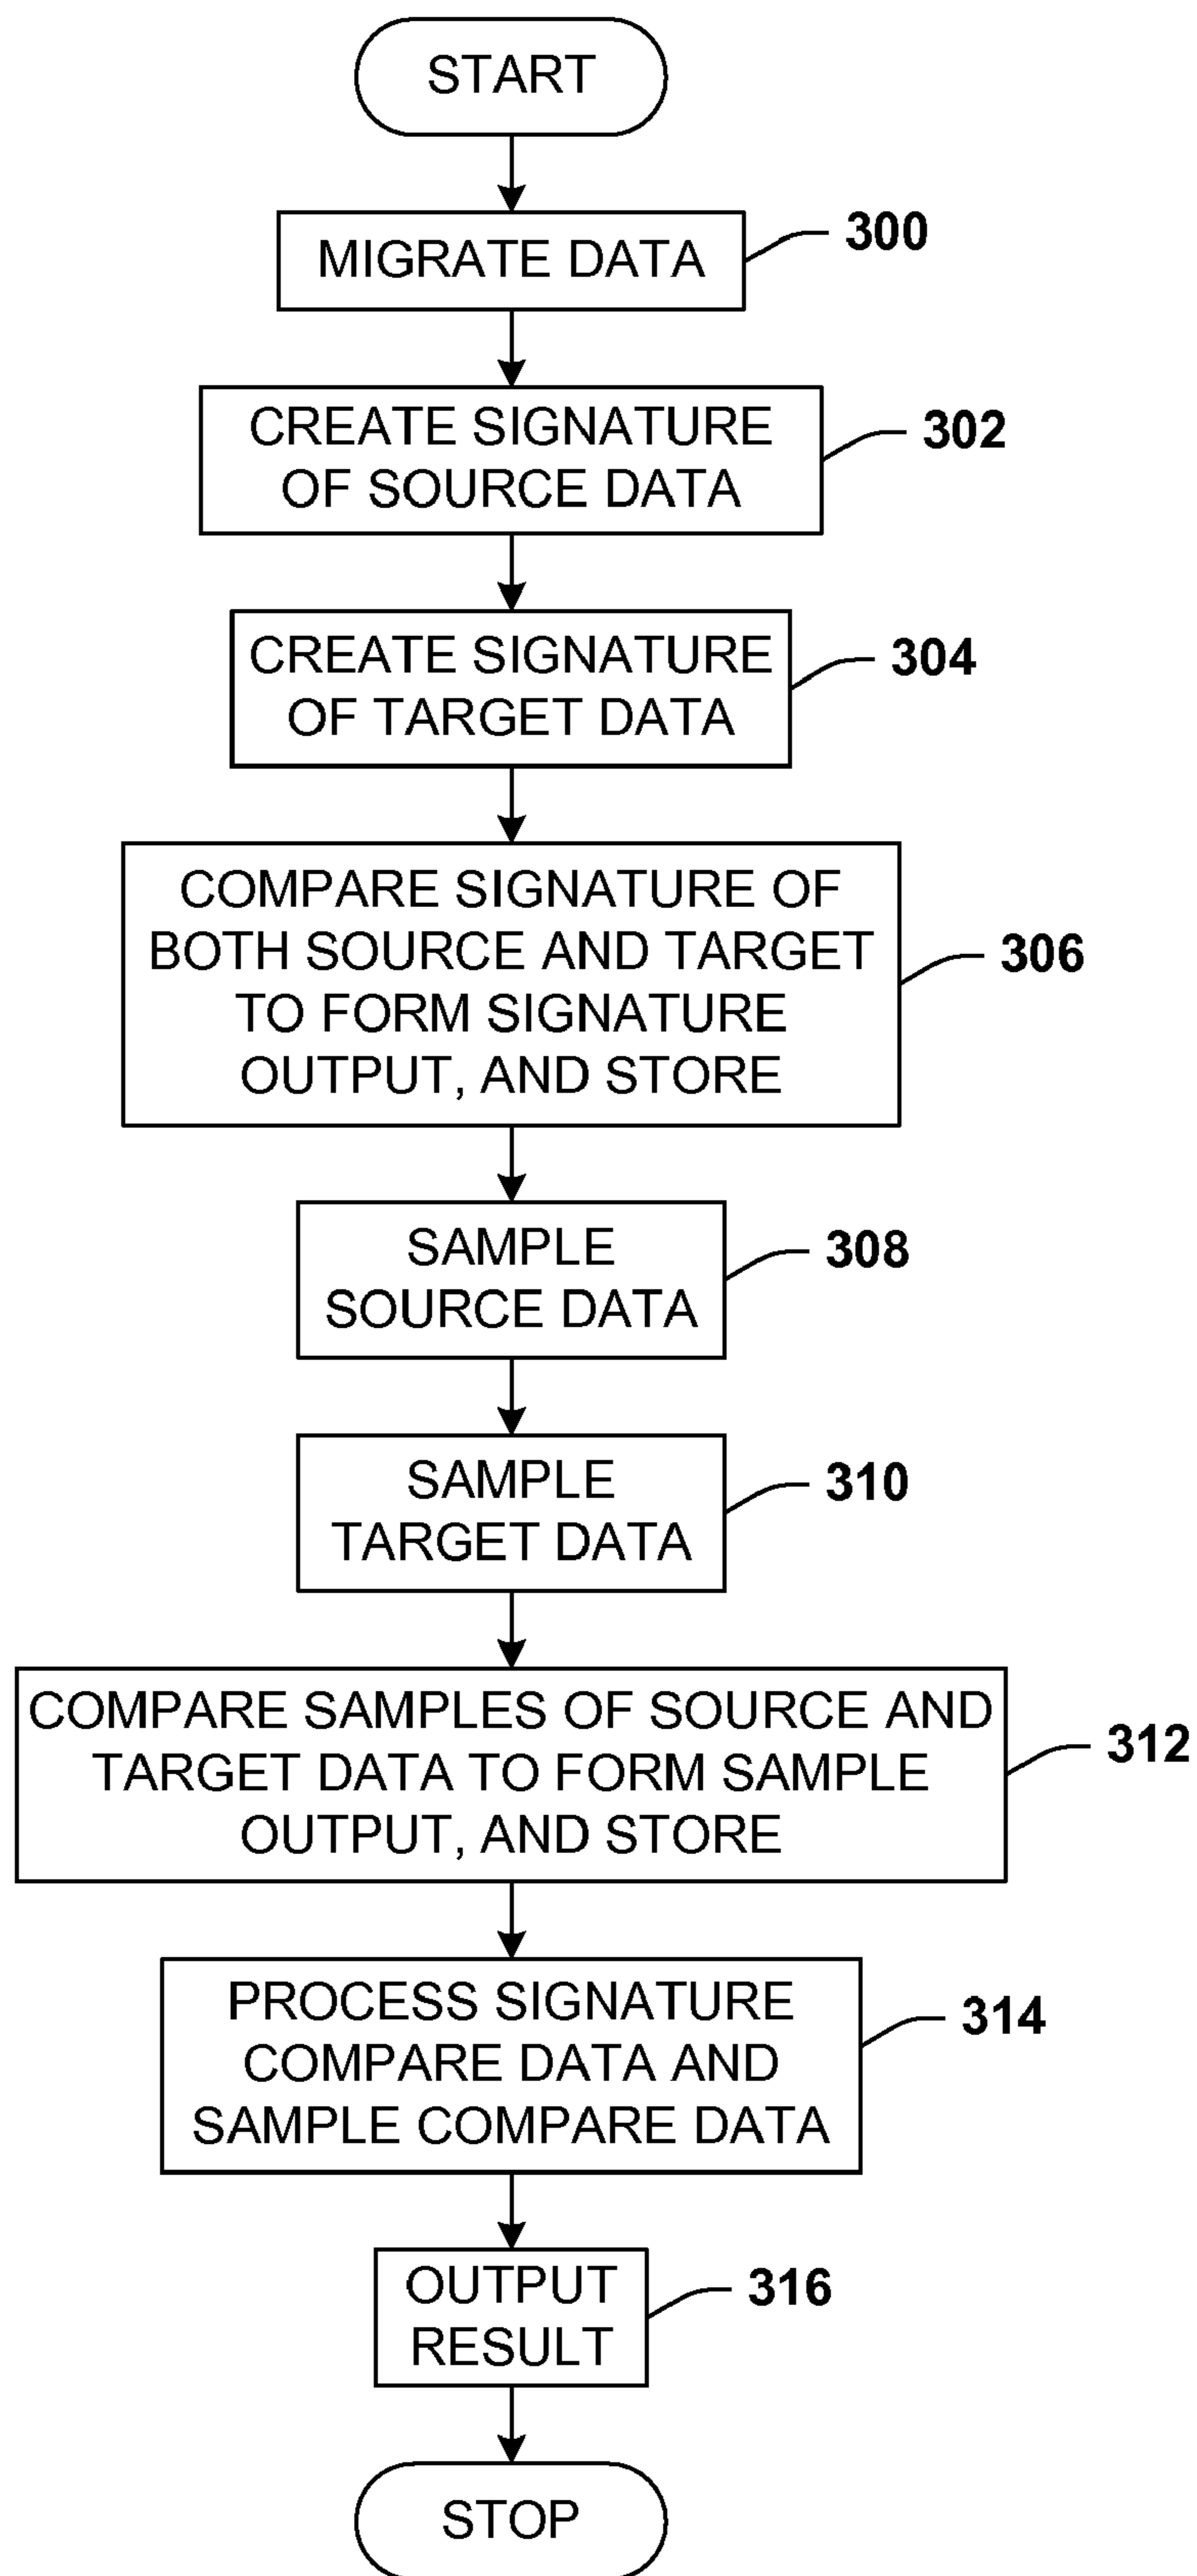 START
MIGRATE DATA
300
CREATE SIGNATURE
OF SOURCE DATA
302
CREATE SIGNATURE
OF TARGET DATA
304
COMPARE SIGNATURE OF
BOTH SOURCE AND TARGET
TO FORM SIGNATURE
OUTPUT, AND STORE
306
SAMPLE
SOURCE DATA
308
SAMPLE
TARGET DATA
310
COMPARE SAMPLES OF SOURCE AND
TARGET DATA TO FORM SAMPLE
OUTPUT, AND STORE
312
PROCESS SIGNATURE
COMPARE DATA AND
SAMPLE COMPARE DATA
314
OUTPUT
RESULT
316
STOP